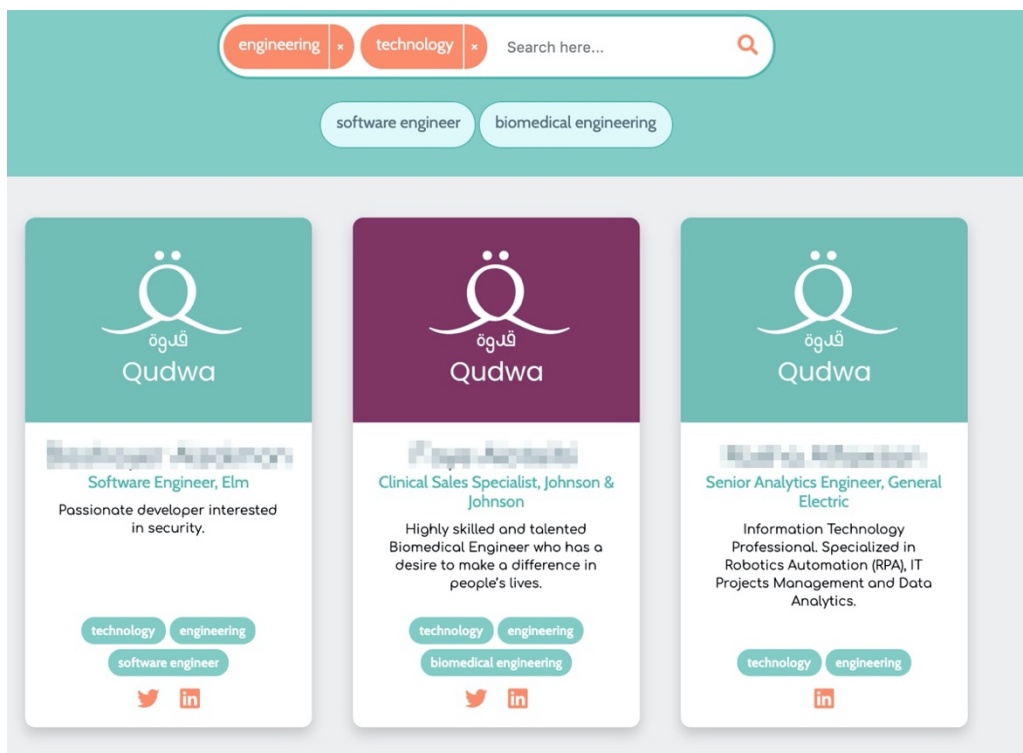 engineering × technology × Search here...
software engineer biomedical engineering
قدوة
Qudwa
Software Engineer, Elm
Passionate developer interested
in security.
technology engineering
software engineer
in
قدوة
Qudwa
Clinical Sales Specialist, Johnson &
Johnson
Highly skilled and talented
Biomedical Engineer who has a
desire to make a difference in
people's lives.
technology engineering
biomedical engineering
in
قدوة
Qudwa
Senior Analytics Engineer, General
Electric
Information Technology
Professional. Specialized in
Robotics Automation (RPA), IT
Projects Management and Data
Analytics.
technology engineering
in